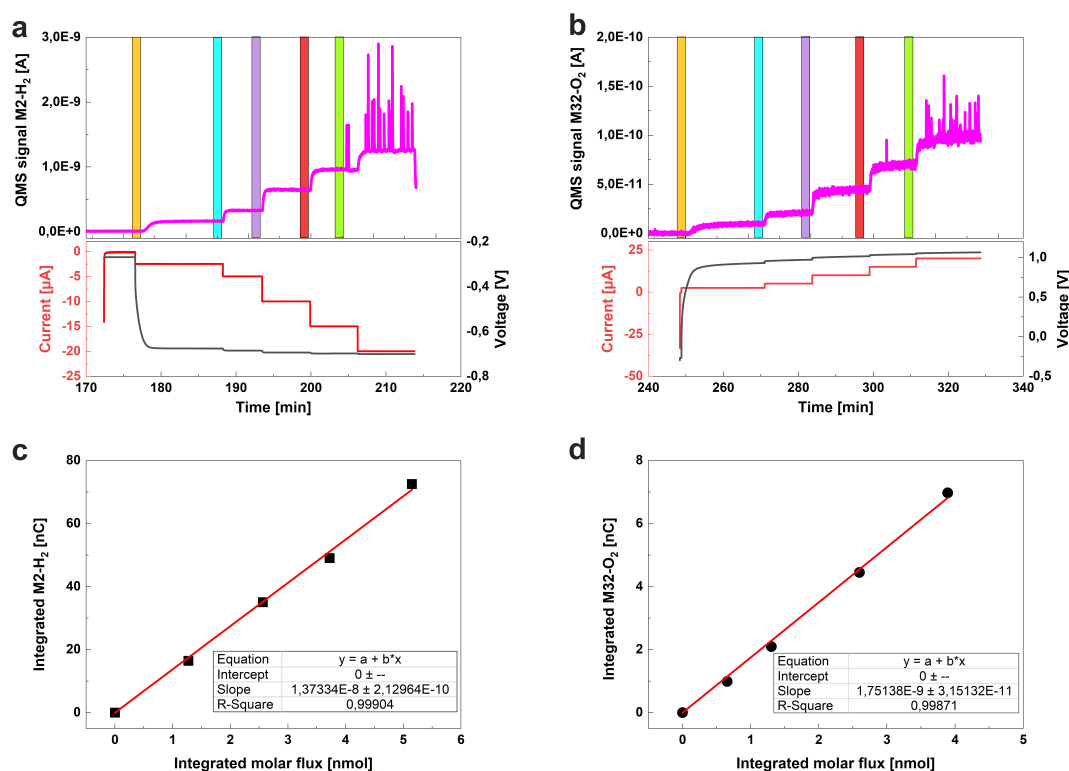 a
QMS signal M2-H2 [A]
3,0E-9
2,0E-9
1,0E-9
0,0E+0
Current [µA]
0
-5
-10
-15
-20
-25
-0,2
-0,4
-0,6
-0,8
Voltage [V]
170
180
190
200
210
220
Time [min]
b
QMS signal M32-O2 [A]
2,0E-10
1,5E-10
1,0E-10
5,0E-11
0,0E+0
Current [µA]
25
0
-25
-50
1,0
0,5
0,0
-0,5
Voltage [V]
240
260
280
300
320
340
Time [min]
c
Integrated M2-H2 [nC]
80
60
40
20
0
Equation y = a + b*x
Intercept 0 ± --
Slope 1,37334E-8 ± 2,12964E-10
R-Square 0,99904
0 1 2 3 4 5 6
Integrated molar flux [nmol]
d
Integrated M32-O2 [nC]
8
6
4
2
0
Equation y = a + b*x
Intercept 0 ± --
Slope 1,75138E-9 ± 3,15132E-11
R-Square 0,99871
0 1 2 3 4 5
Integrated molar flux [nmol]